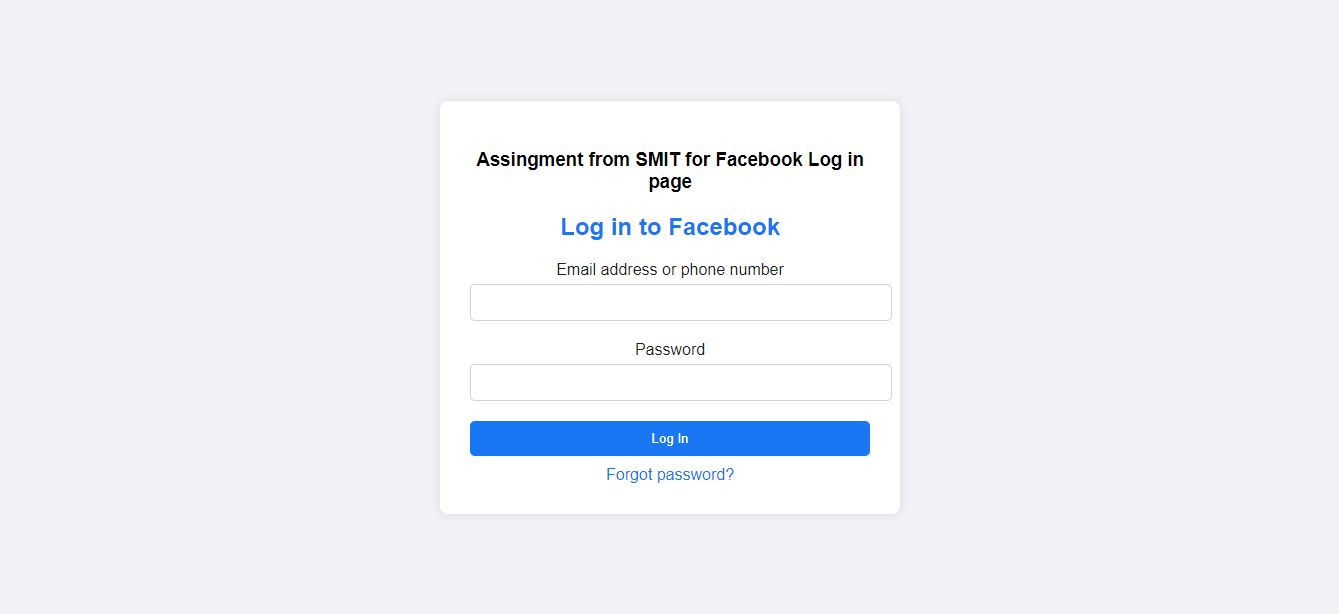 Assingment from SMIT for Facebook Log in
page
Log in to Facebook
Email address or phone number
Password
Log In
Forgot password?